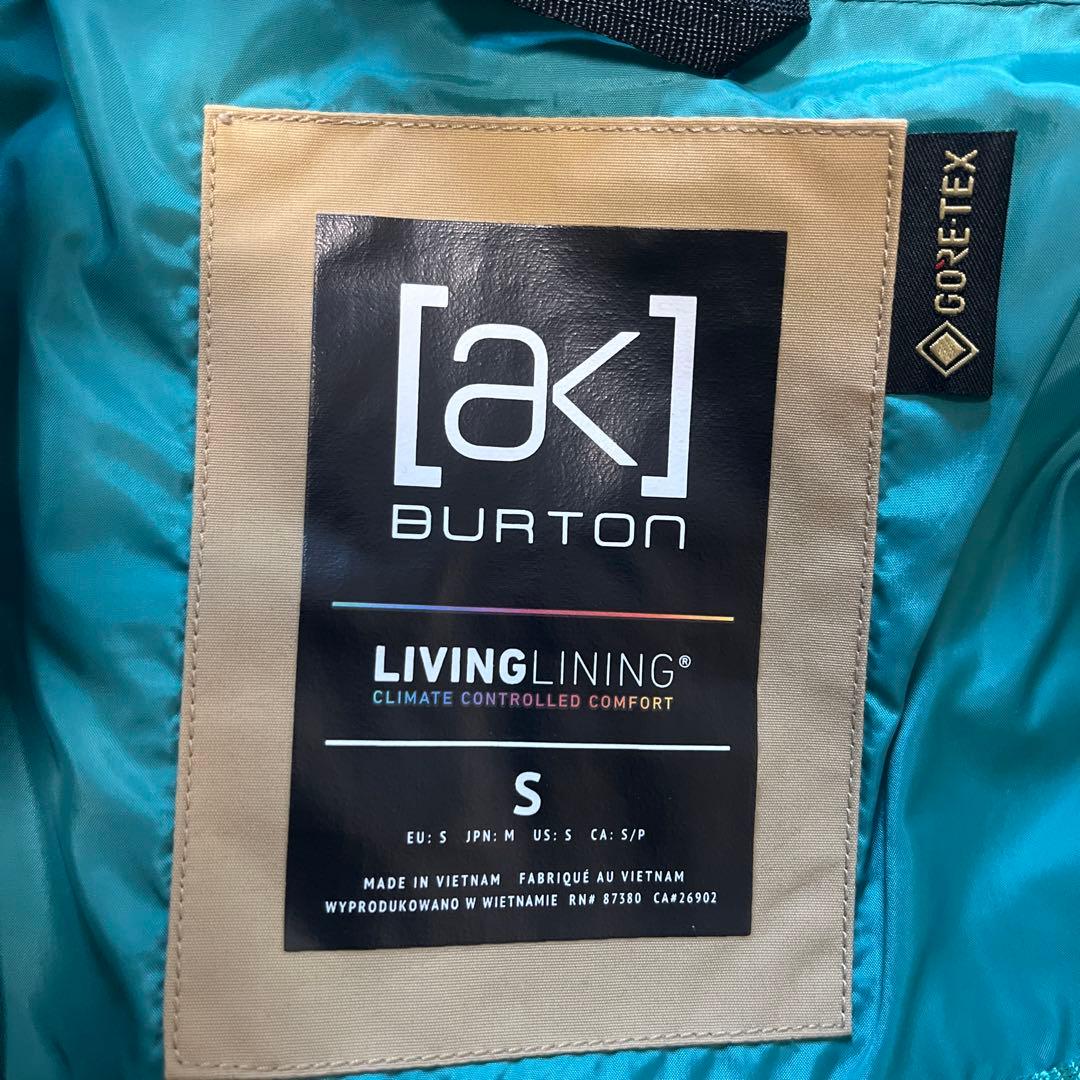 [ak]
BURTON
LIVINGLINING®
CLIMATE CONTROLLED COMFORT
S
EU: S JPN: M US: S CA: S/P
MADE IN VIETNAM FABRIQUÉ AU VIETNAM
WYPRODUKOWANO W WIETNAMIE RN# 87380 CA#26902
GORE-TEX